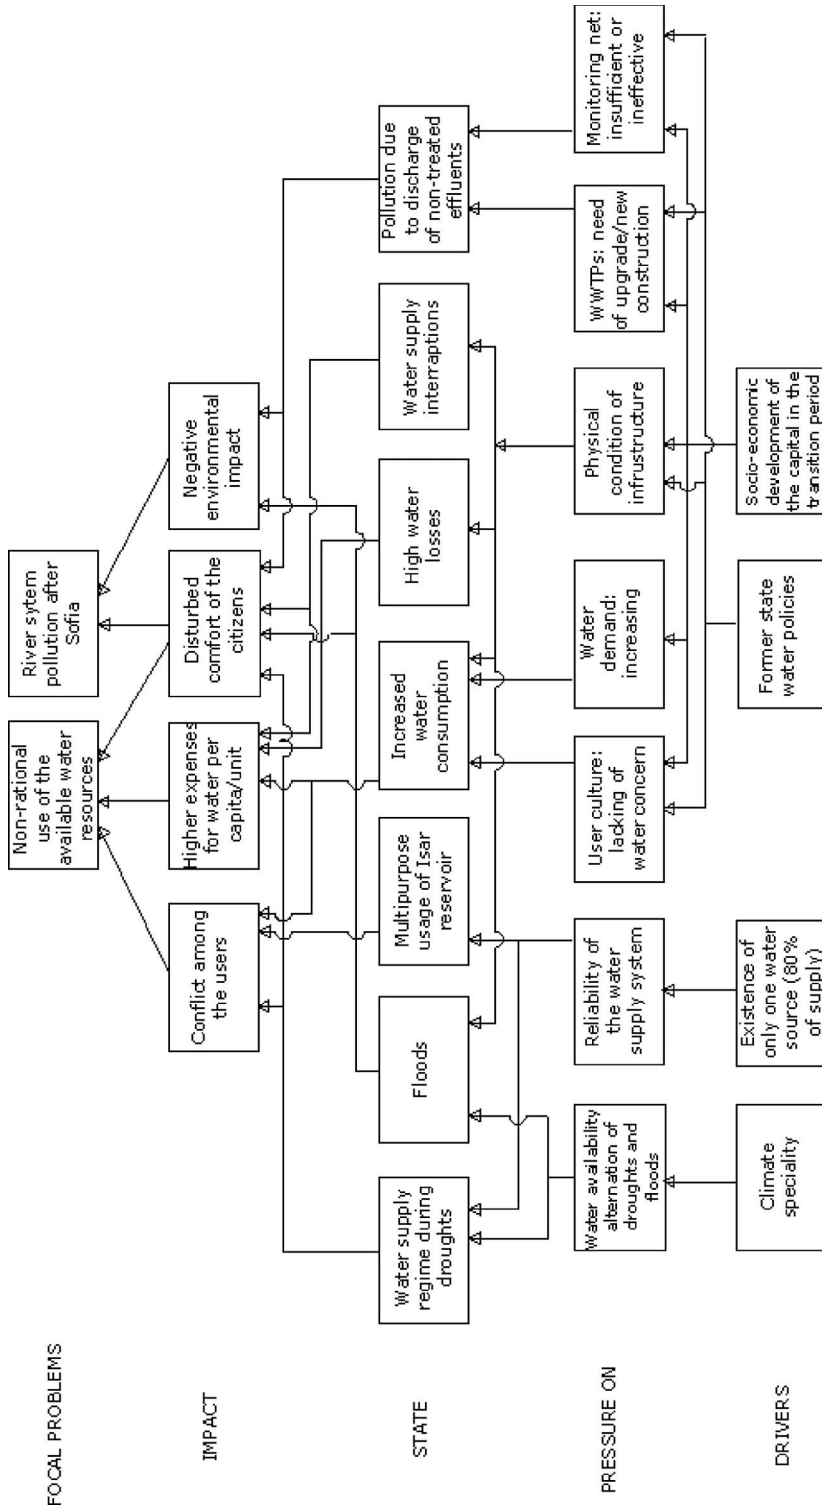 FOCAL PROBLEMS
Non-rational
use of the
available water
resources
River sytem
pollution after
Sofia
IMPACT
Conflict among
the users
Higher expenses
for water per
capita/unit
Disturbed
comfort of the
citizens
Negative
environmental
impact
STATE
Water supply
regime during
droughts
Floods
Multipurpose
usage of Isar
reservoir
Increased
water
consumption
High water
losses
Water supply
interraptions
Pollution due
to discharge
of non-treated
effluents
PRESSURE ON
Water availability
alternation of
droughts and
floods
Reliability of
the water
supply system
User culture:
lacking of
water concern
Water
demand:
increasing
Physical
condition of
infrustructure
WWTPs: need
of upgrade/new
construction
Monitoring net:
insufficient or
ineffective
DRIVERS
Climate
speciality
Existence of
only one water
source (80%
of supply)
Former state
water policies
Socio-economic
development of
the capital in the
transition period